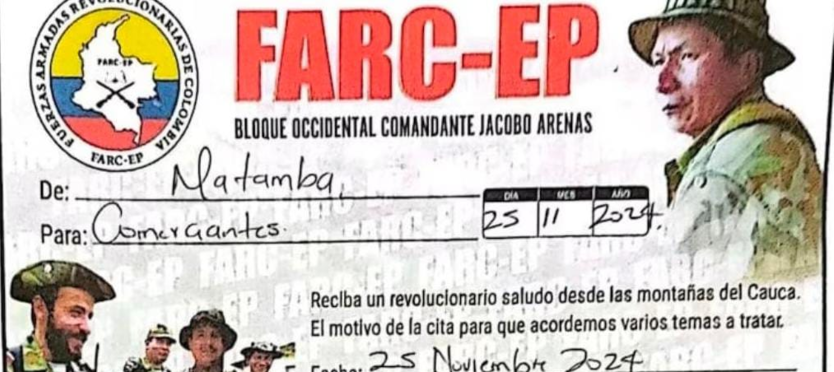 FUERZAS ARMADAS REVOLUCIONARIAS DE COLOMBIA
FARC-EP
FARC-EP
FARC-EP
BLOQUE OCCIDENTAL COMANDANTE JACOBO ARENAS
De: Matamba,
DIA MES AÑO
25 11 2024.
Para: Comerciantes.
Reciba un revolucionario saludo desde las montañas del Cauca.
El motivo de la cita para que acordemos varios temas a tratar.
Fecha: 25 Noviembre 2024